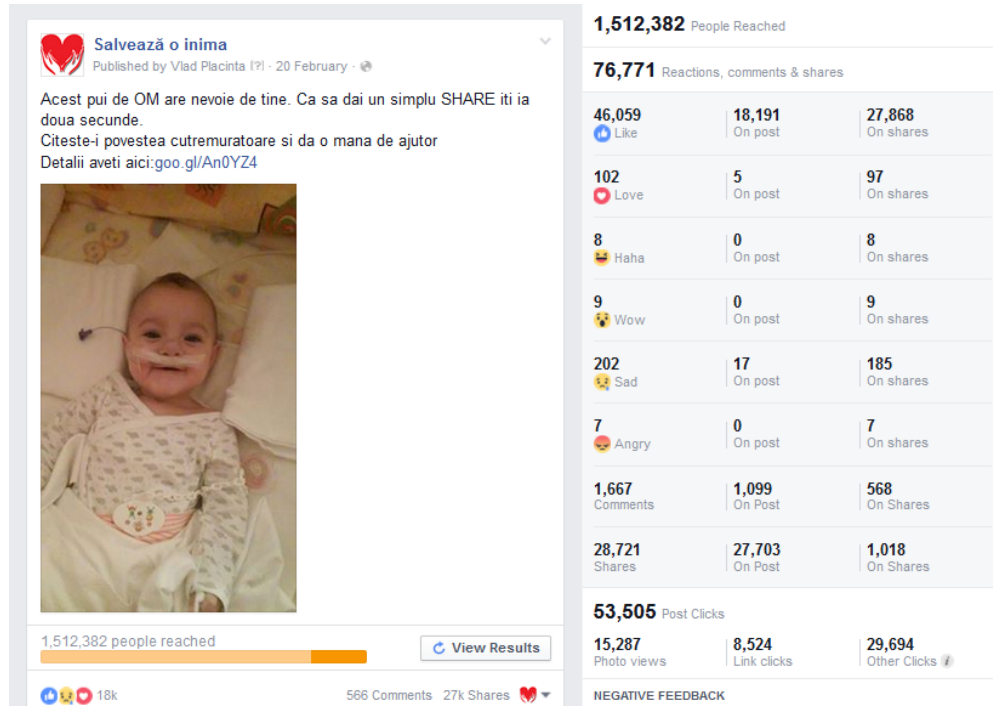 Salvează o inima
Published by Vlad Placinta [?] · 20 February ·
Acest pui de OM are nevoie de tine. Ca sa dai un simplu SHARE iti ia
doua secunde.
Citeste-i povestea cutremuratoare si da o mana de ajutor
Detalii aveti aici:goo.gl/An0YZ4
1,512,382 people reached
View Results
18k
566 Comments 27k Shares
1,512,382 People Reached
76,771 Reactions, comments & shares
46,059 18,191 27,868
Like On post On shares
102 5 97
Love On post On shares
8 0 8
Haha On post On shares
9 0 9
Wow On post On shares
202 17 185
Sad On post On shares
7 0 7
Angry On post On shares
1,667 1,099 568
Comments On Post On Shares
28,721 27,703 1,018
Shares On Post On Shares
53,505 Post Clicks
15,287 8,524 29,694
Photo views Link clicks Other Clicks i
NEGATIVE FEEDBACK